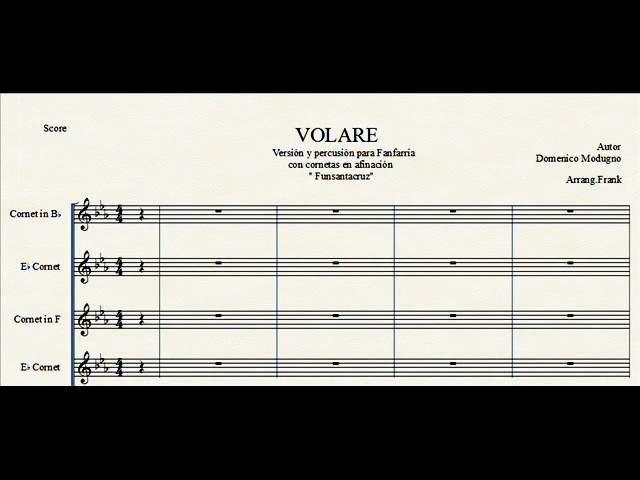 Score
VOLARE
Versión y percusión para Fanfarria
con cornetas en afinación
" Funsantacruz"
Autor
Domenico Modugno
Arrang.Frank
Cornet in B♭
E♭ Cornet
Cornet in F
E♭ Cornet